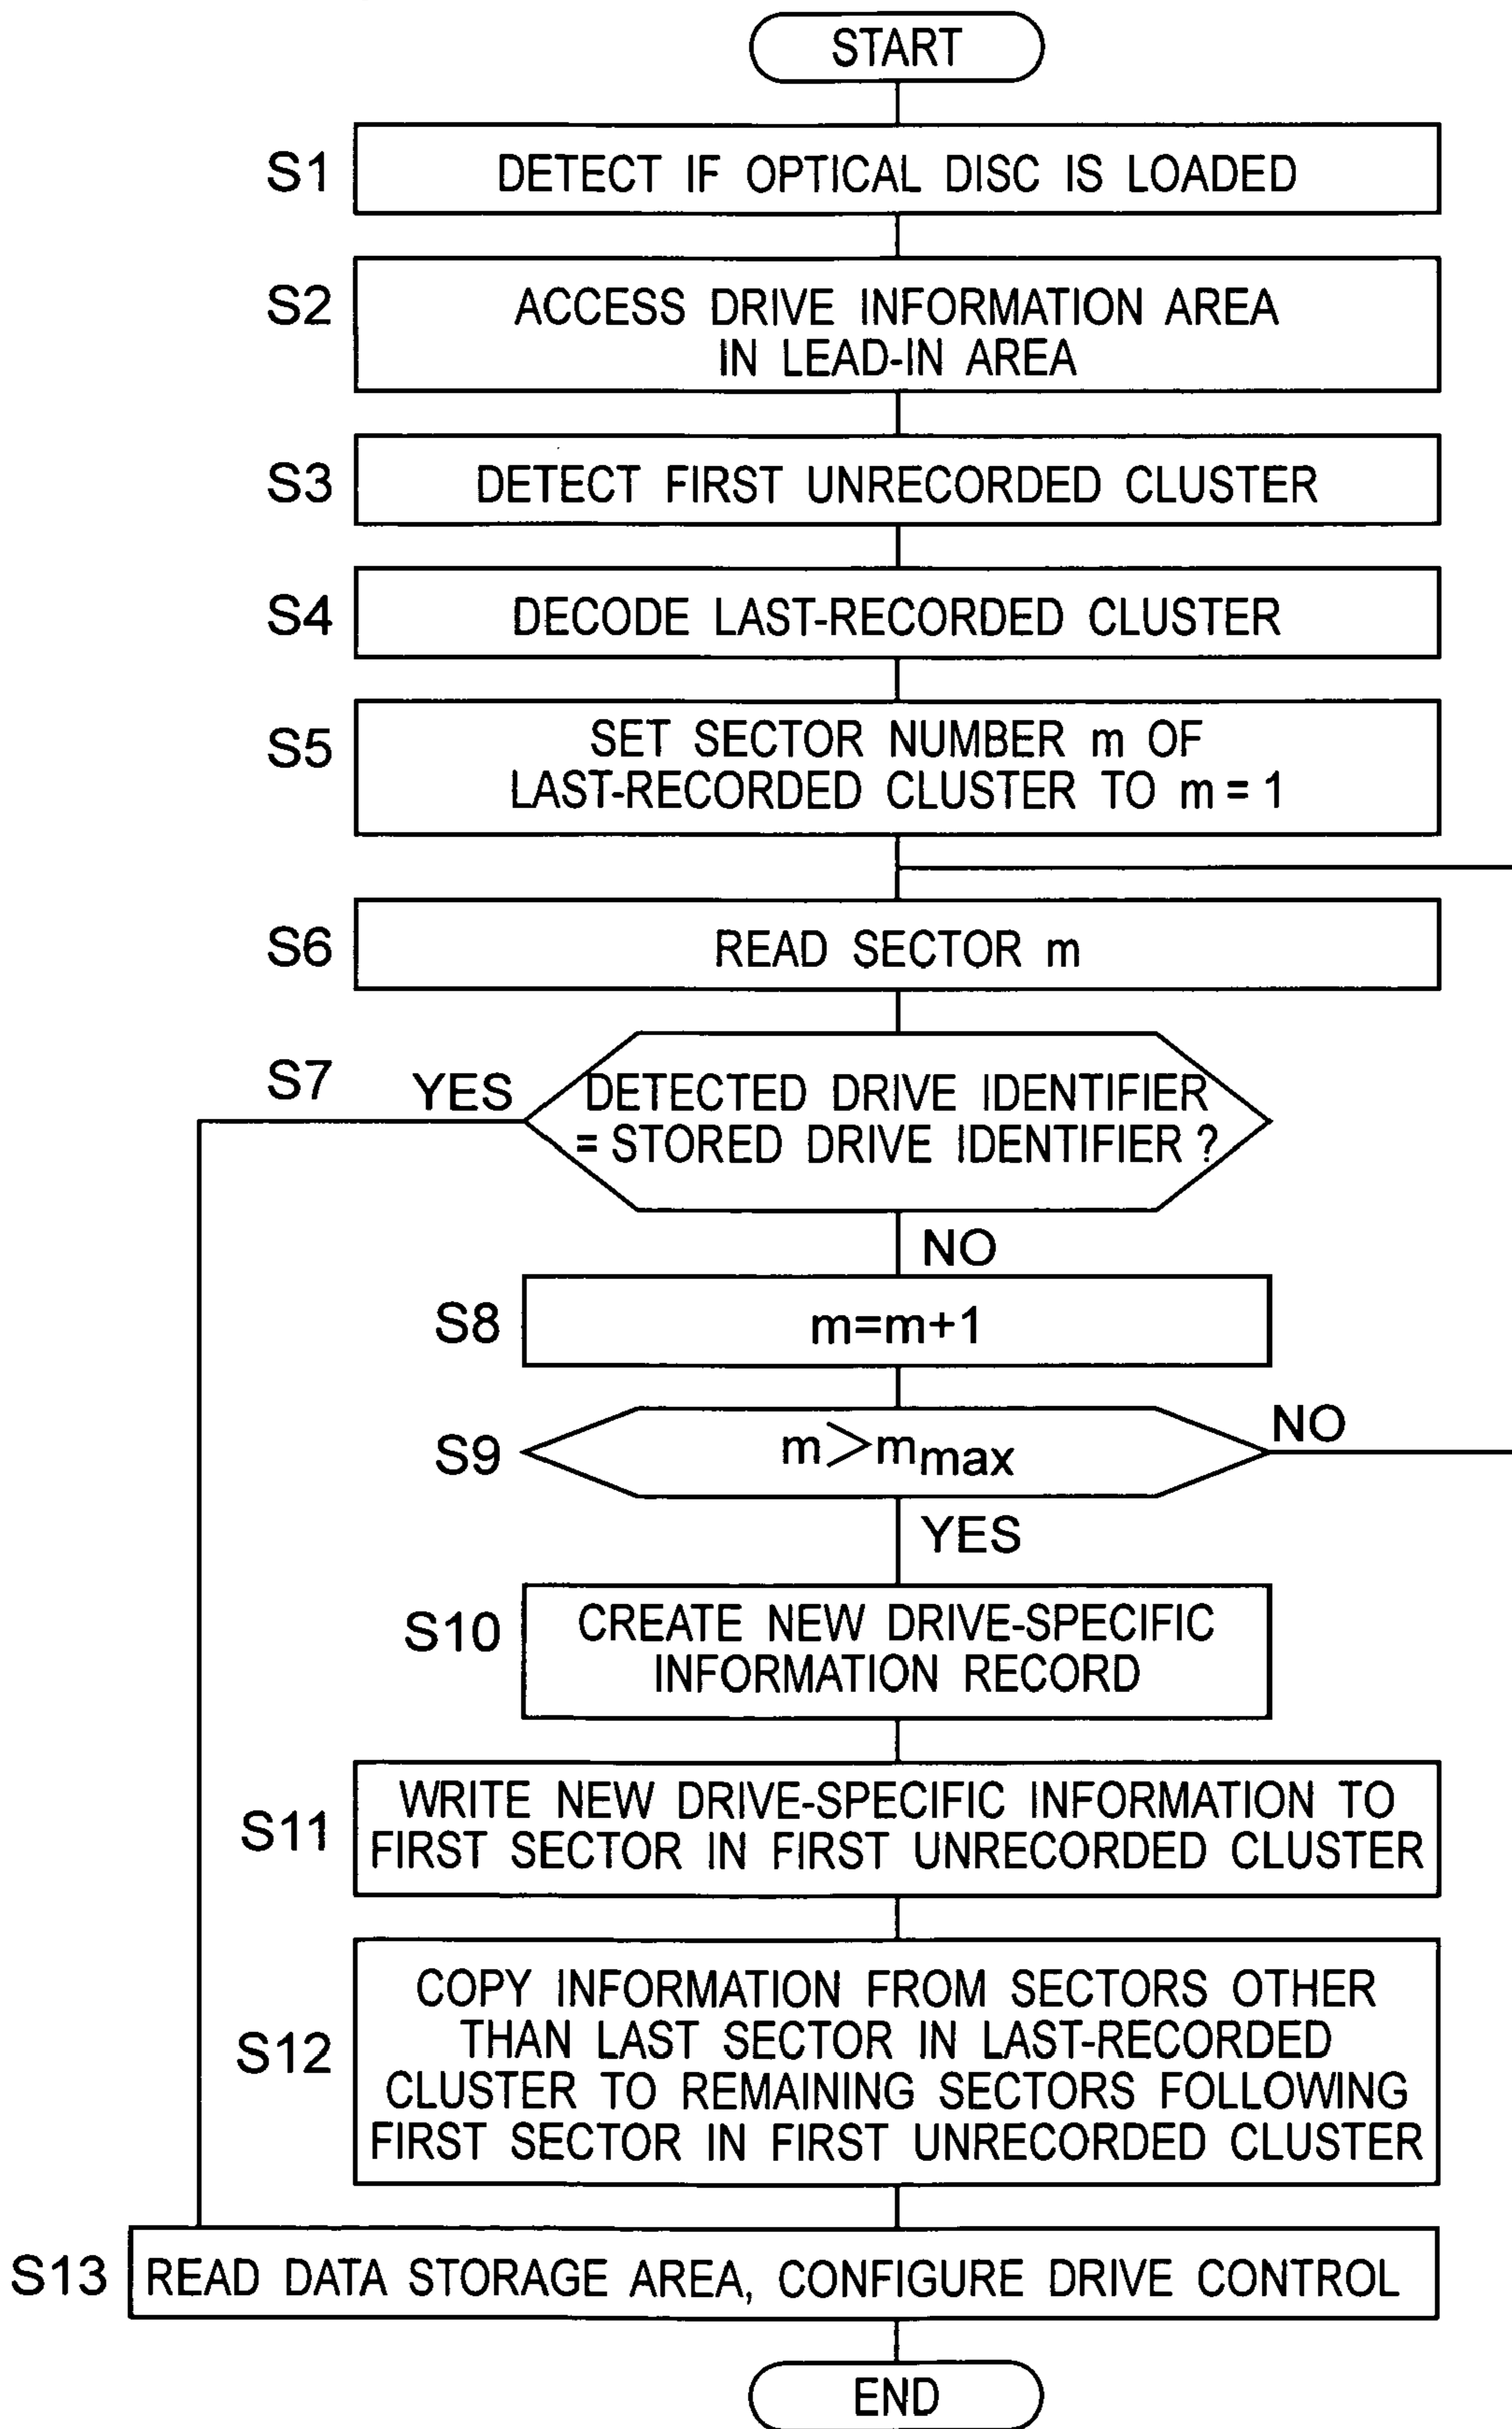 START
S1
DETECT IF OPTICAL DISC IS LOADED
S2
ACCESS DRIVE INFORMATION AREA
IN LEAD-IN AREA
S3
DETECT FIRST UNRECORDED CLUSTER
S4
DECODE LAST-RECORDED CLUSTER
S5
SET SECTOR NUMBER m OF
LAST-RECORDED CLUSTER TO m = 1
S6
READ SECTOR m
S7
YES
DETECTED DRIVE IDENTIFIER
= STORED DRIVE IDENTIFIER ?
NO
S8
m=m+1
S9
m>mmax
NO
YES
S10
CREATE NEW DRIVE-SPECIFIC
INFORMATION RECORD
S11
WRITE NEW DRIVE-SPECIFIC INFORMATION TO
FIRST SECTOR IN FIRST UNRECORDED CLUSTER
S12
COPY INFORMATION FROM SECTORS OTHER
THAN LAST SECTOR IN LAST-RECORDED
CLUSTER TO REMAINING SECTORS FOLLOWING
FIRST SECTOR IN FIRST UNRECORDED CLUSTER
S13
READ DATA STORAGE AREA, CONFIGURE DRIVE CONTROL
END